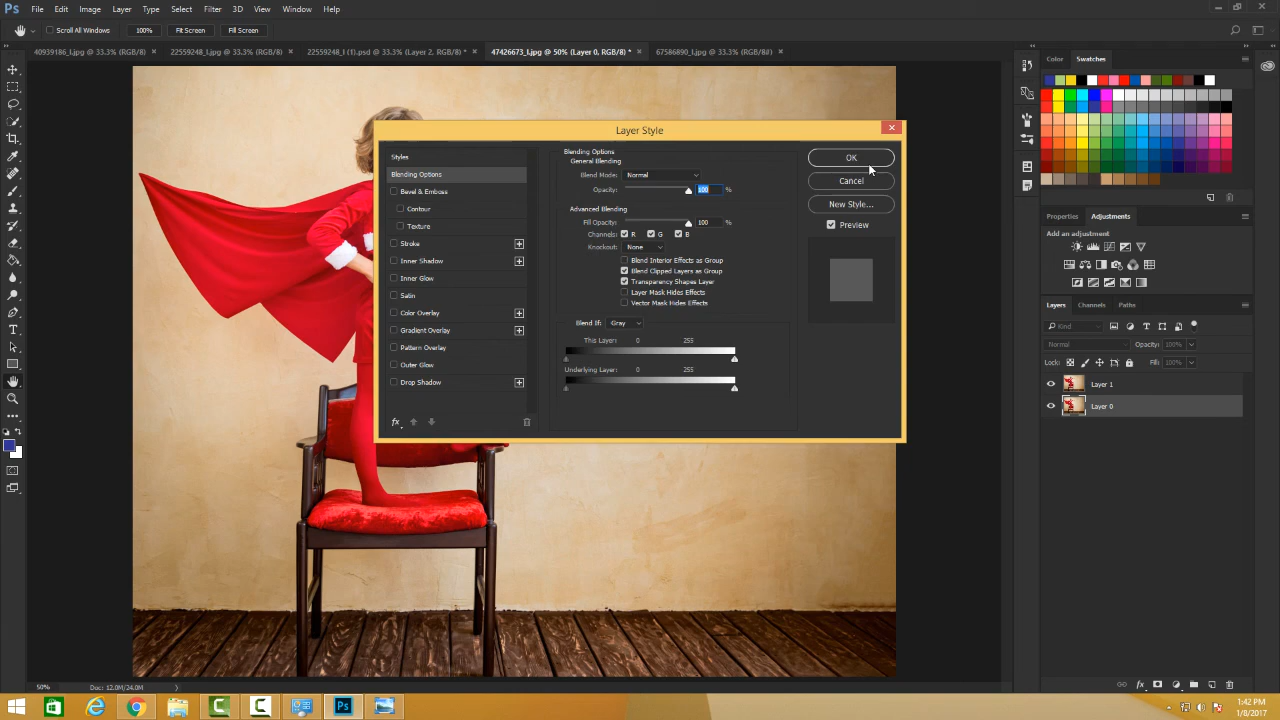 Ps File Edit Image Layer Type Select Filter 3D View Window Help
Scroll All Windows 100% Fit Screen Fill Screen
40939186_l.jpg @ 33.3% (RGB/8) × 22559248_l.jpg @ 33.3% (RGB/8) × 22559248_l (1).psd @ 33.3% (Layer 2, RGB/8) * × 47426673_l.jpg @ 50% (Layer 0, RGB/8) * × 67586890_l.jpg @ 33.3% (RGB/8#) ×
Color Swatches
Layer Style
Styles
Blending Options
Bevel & Emboss
Contour
Texture
Stroke
Inner Shadow
Inner Glow
Satin
Color Overlay
Gradient Overlay
Pattern Overlay
Outer Glow
Drop Shadow
fx
Blending Options
General Blending
Blend Mode: Normal
Opacity: 100 %
Advanced Blending
Fill Opacity: 100 %
Channels: R G B
Knockout: None
Blend Interior Effects as Group
Blend Clipped Layers as Group
Transparency Shapes Layer
Layer Mask Hides Effects
Vector Mask Hides Effects
Blend If: Gray
This Layer: 0 255
Underlying Layer: 0 255
OK
Cancel
New Style...
Preview
Properties Adjustments
Add an adjustment
Layers Channels Paths
Kind
Normal Opacity: 100%
Lock: Fill: 100%
Layer 1
Layer 0
fx
50% Doc: 12.0M/24.0M
Ps
1:42 PM
1/8/2017